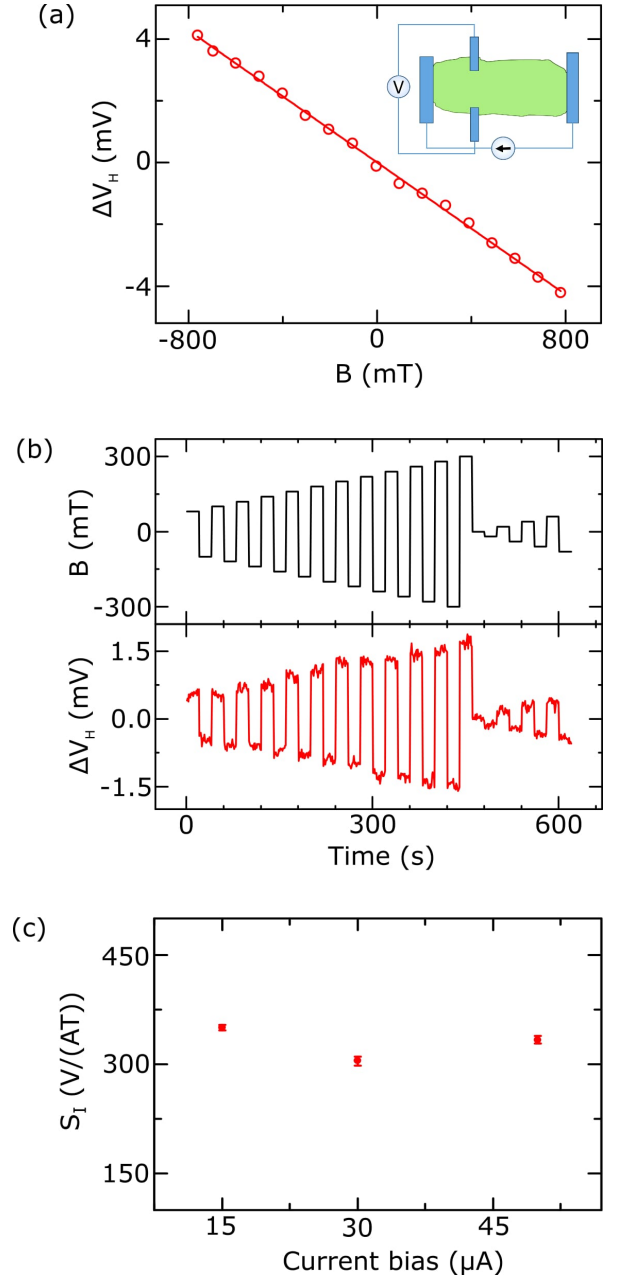 (a)
4
0
-4
ΔV_H (mV)
V
-800
0
800
B (mT)
(b)
300
0
-300
B (mT)
1.5
0.0
-1.5
ΔV_H (mV)
0
300
600
Time (s)
(c)
450
300
150
S_I (V/(AT))
15
30
45
Current bias (μA)